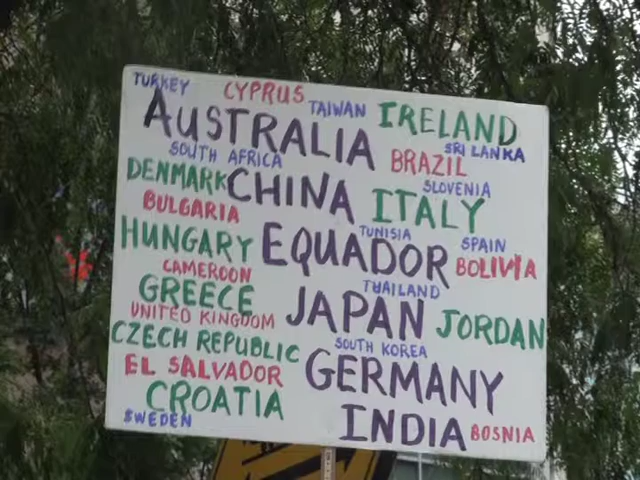 TURKEY CYPRUS TAIWAN IRELAND
AUSTRALIA BRAZIL SRI LANKA
SOUTH AFRICA
DENMARK CHINA ITALY SLOVENIA
BULGARIA
HUNGARY EQUADOR TUNISIA SPAIN
CAMEROON BOLIVIA
GREECE JAPAN THAILAND
UNITED KINGDOM JORDAN
CZECH REPUBLIC SOUTH KOREA
EL SALVADOR GERMANY
CROATIA
SWEDEN INDIA BOSNIA